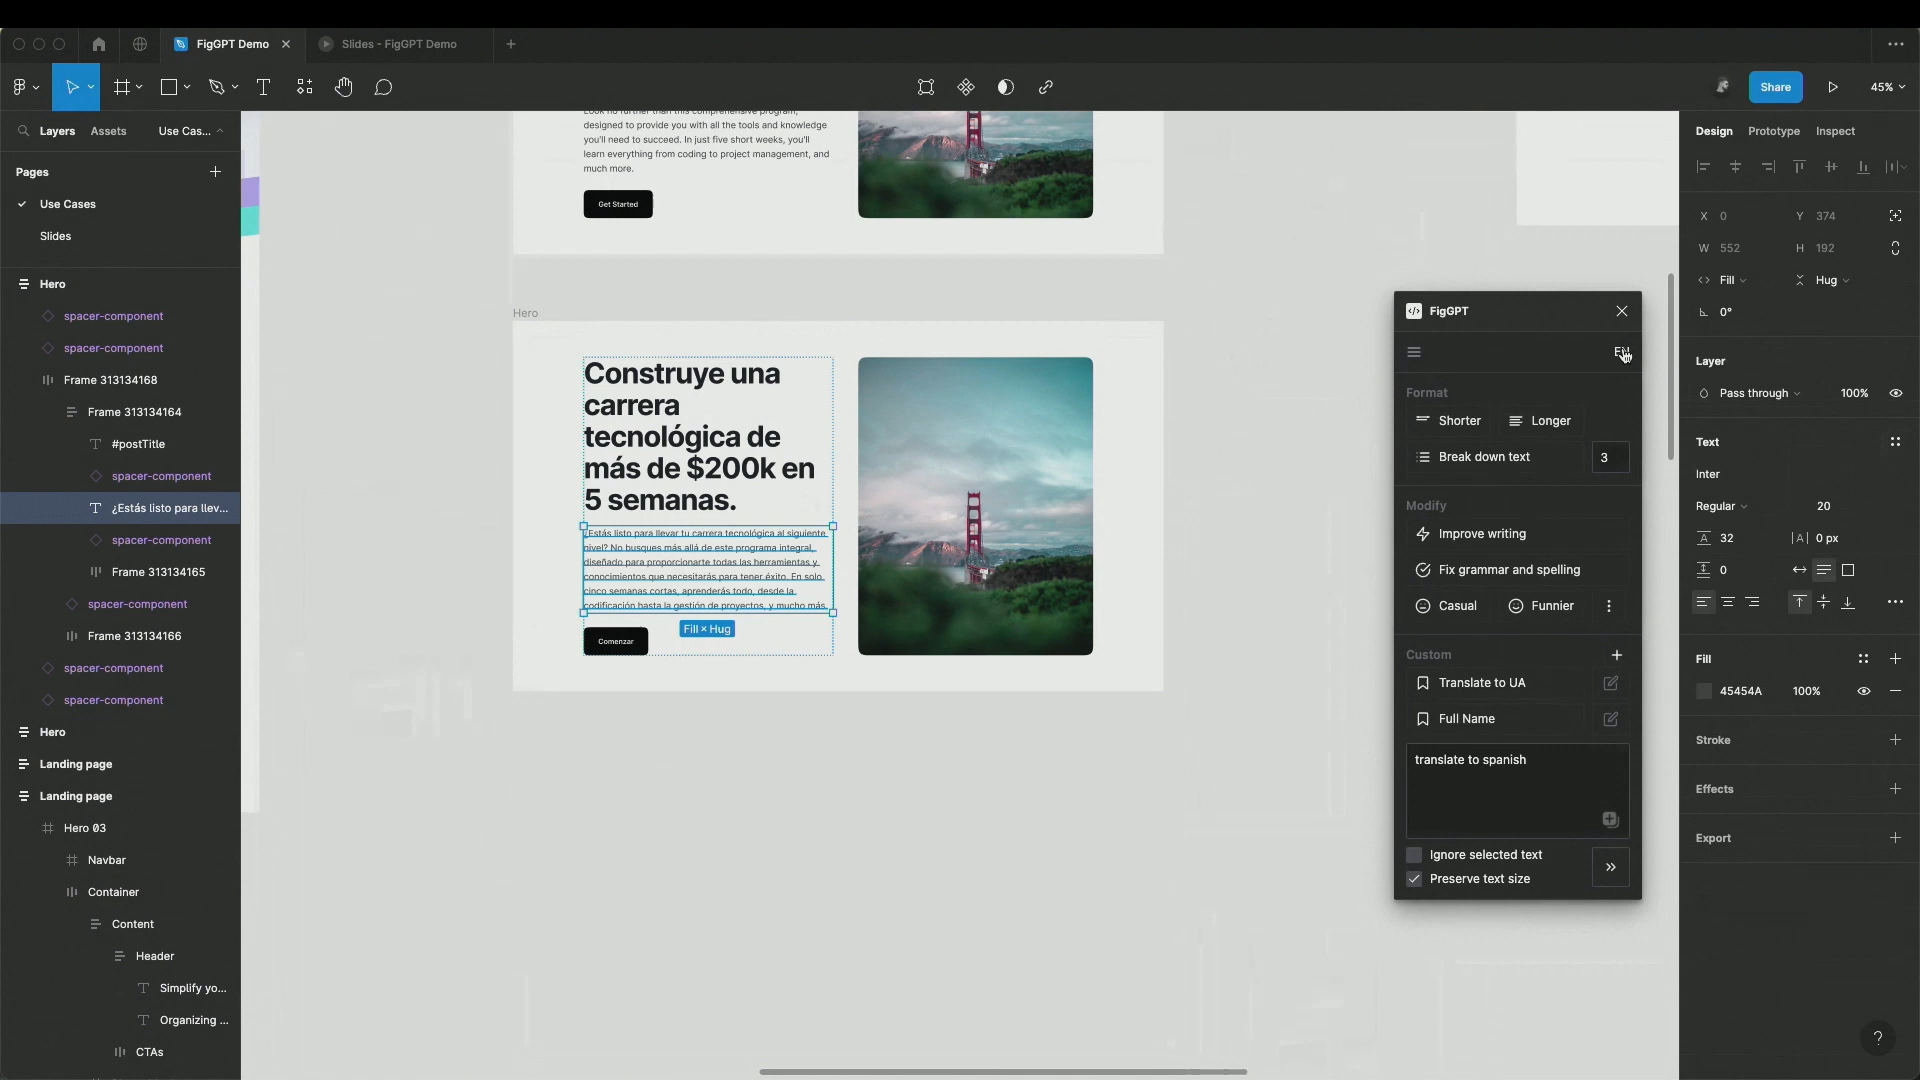 FigGPT Demo
Slides - FigGPT Demo
Share
45%
Layers
Assets
Use Cas...
Pages
Use Cases
Slides
Hero
spacer-component
spacer-component
Frame 313134168
Frame 313134164
#postTitle
spacer-component
¿Estás listo para llev...
spacer-component
Frame 313134165
spacer-component
Frame 313134166
spacer-component
spacer-component
Hero
Landing page
Landing page
Hero 03
Navbar
Container
Content
Header
Simplify yo...
Organizing ...
CTAs
Look no further than this comprehensive program,
designed to provide you with all the tools and knowledge
you'll need to succeed. In just five short weeks, you'll
learn everything from coding to project management, and
much more.
Get Started
Hero
Construye una
carrera
tecnológica de
más de $200k en
5 semanas.
¿Estás listo para llevar tu carrera tecnológica al siguiente
nivel? No busques más allá de este programa integral,
diseñado para proporcionarte todas las herramientas y
conocimientos que necesitarás para tener éxito. En solo
cinco semanas cortas, aprenderás todo, desde la
codificación hasta la gestión de proyectos, y mucho más.
Fill × Hug
Comenzar
FigGPT
EN
Format
Shorter
Longer
Break down text
3
Modify
Improve writing
Fix grammar and spelling
Casual
Funnier
Custom
Translate to UA
Full Name
translate to spanish
Ignore selected text
Preserve text size
Design
Prototype
Inspect
X 0
Y 374
W 552
H 192
Fill
Hug
0°
Layer
Pass through
100%
Text
Inter
Regular
20
32
0 px
0
Fill
45454A
100%
Stroke
Effects
Export
?